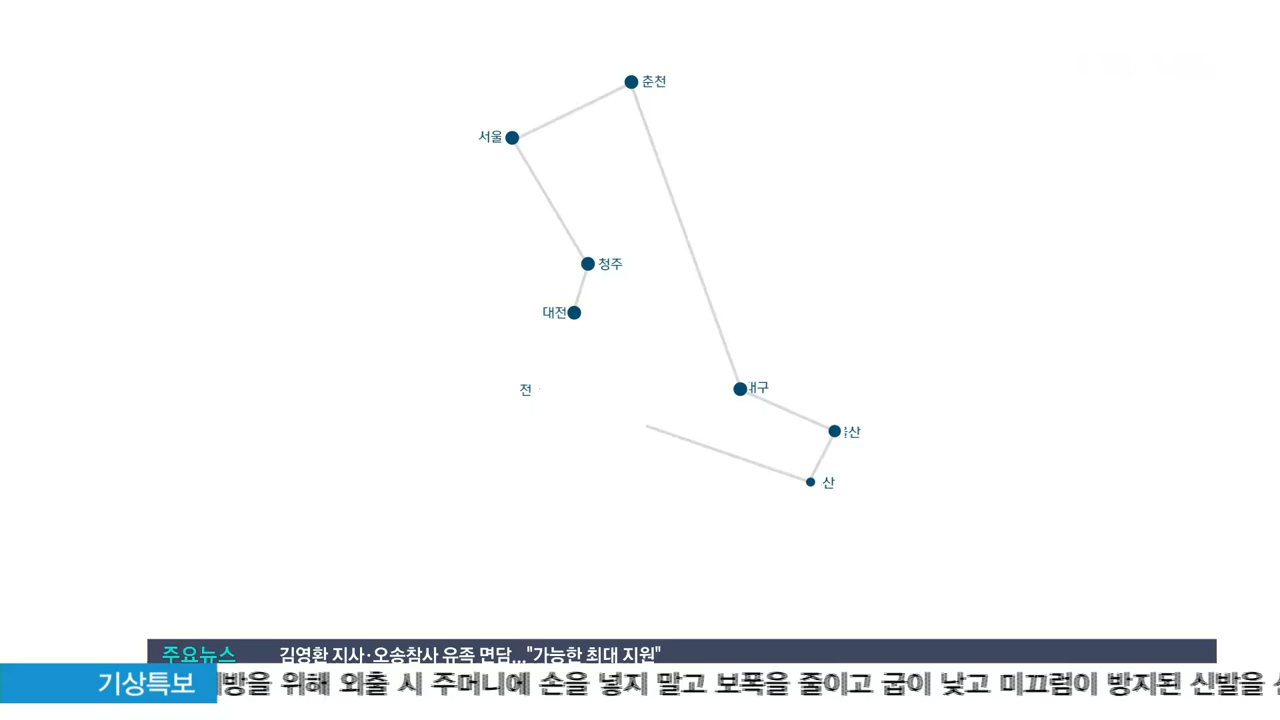 춘천
서울
청주
대전
전
대구
울산
산
주요뉴스 김영환 지사·오송참사 유족 면담..."가능한 최대 지원"
기상특보 위해 외출 시 주머니에 손을 넣지 말고 보폭을 줄이고 굽이 낮고 미끄럼이 방지된 신발을